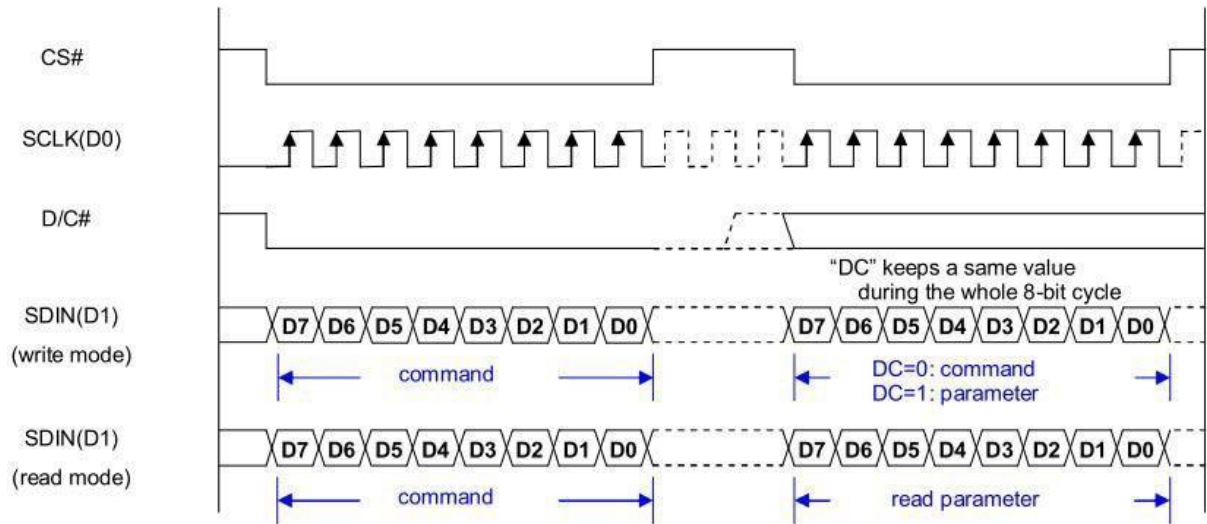 CS#
SCLK(D0)
D/C#
“DC” keeps a same value
during the whole 8-bit cycle
SDIN(D1)
(write mode)
D7 D6 D5 D4 D3 D2 D1 D0 D7 D6 D5 D4 D3 D2 D1 D0
command
DC=0: command
DC=1: parameter
SDIN(D1)
(read mode)
D7 D6 D5 D4 D3 D2 D1 D0 D7 D6 D5 D4 D3 D2 D1 D0
command read parameter